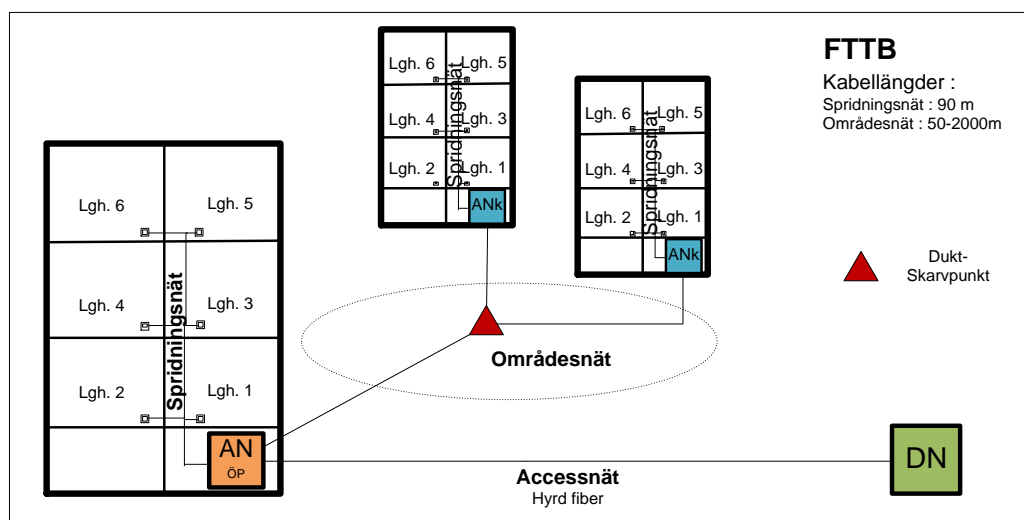 FTTB
Kabellängder :
Spridningsnät : 90 m
Områdesnät : 50-2000m
Lgh. 6
Lgh. 5
Lgh. 4
Lgh. 3
Lgh. 2
Lgh. 1
Spridningsnät
ANk
Lgh. 6
Lgh. 5
Lgh. 4
Lgh. 3
Lgh. 2
Lgh. 1
Spridningsnät
ANk
Lgh. 6
Lgh. 5
Lgh. 4
Lgh. 3
Lgh. 2
Lgh. 1
Spridningsnät
AN
ÖP
Dukt-
Skarvpunkt
Områdesnät
Accessnät
Hyrd fiber
DN